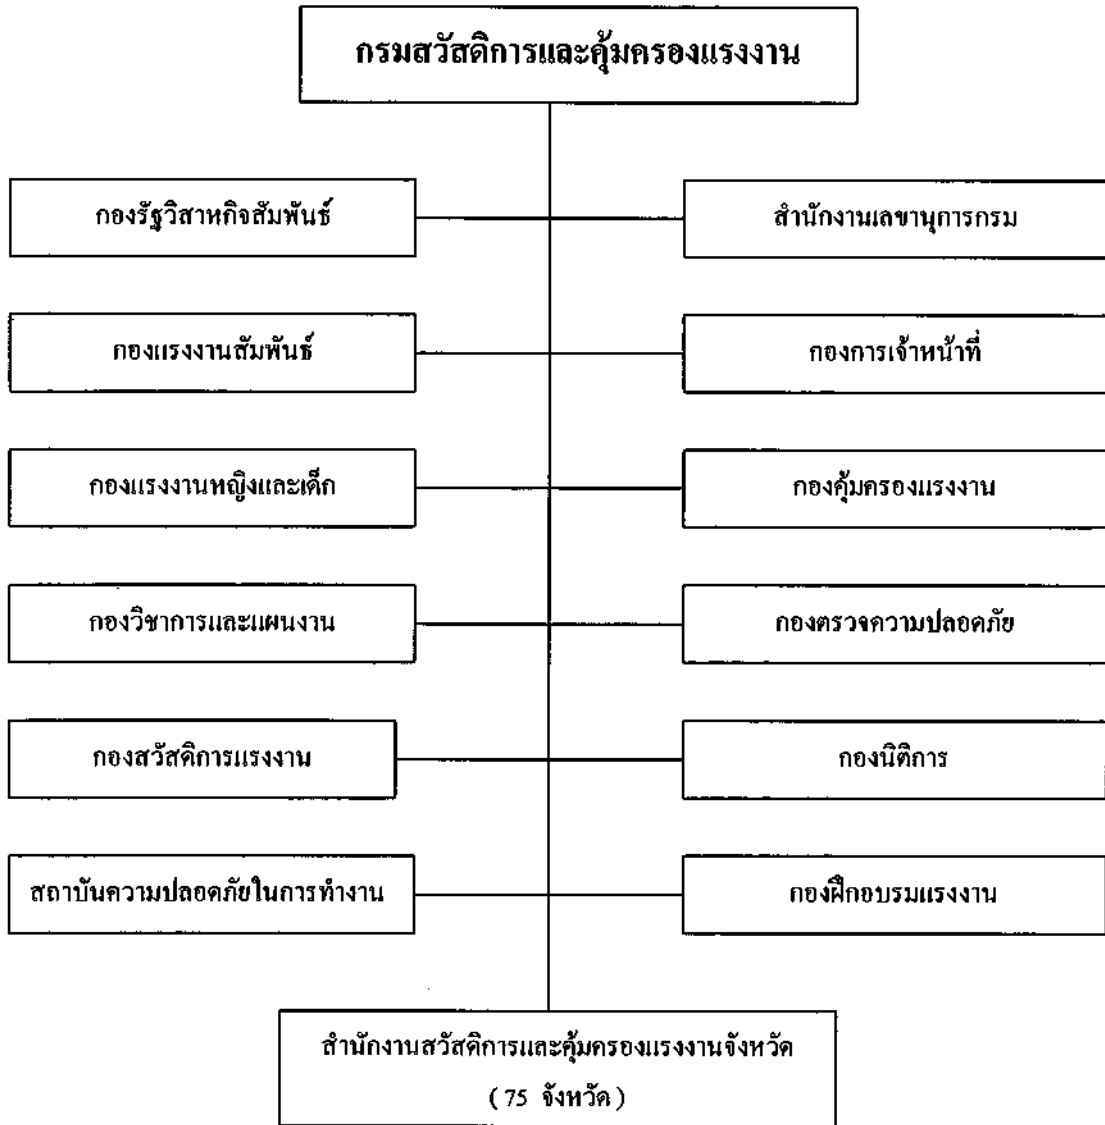 กรมสวัสดิการและคุ้มครองแรงงาน
กองรัฐวิสาหกิจสัมพันธ์
สำนักงานเลขานุการกรม
กองแรงงานสัมพันธ์
กองการเจ้าหน้าที่
กองแรงงานหญิงและเด็ก
กองคุ้มครองแรงงาน
กองวิชาการและแผนงาน
กองตรวจความปลอดภัย
กองสวัสดิการแรงงาน
กองนิติการ
สถาบันความปลอดภัยในการทำงาน
กองฝึกอบรมแรงงาน
สำนักงานสวัสดิการและคุ้มครองแรงงานจังหวัด
( 75 จังหวัด )